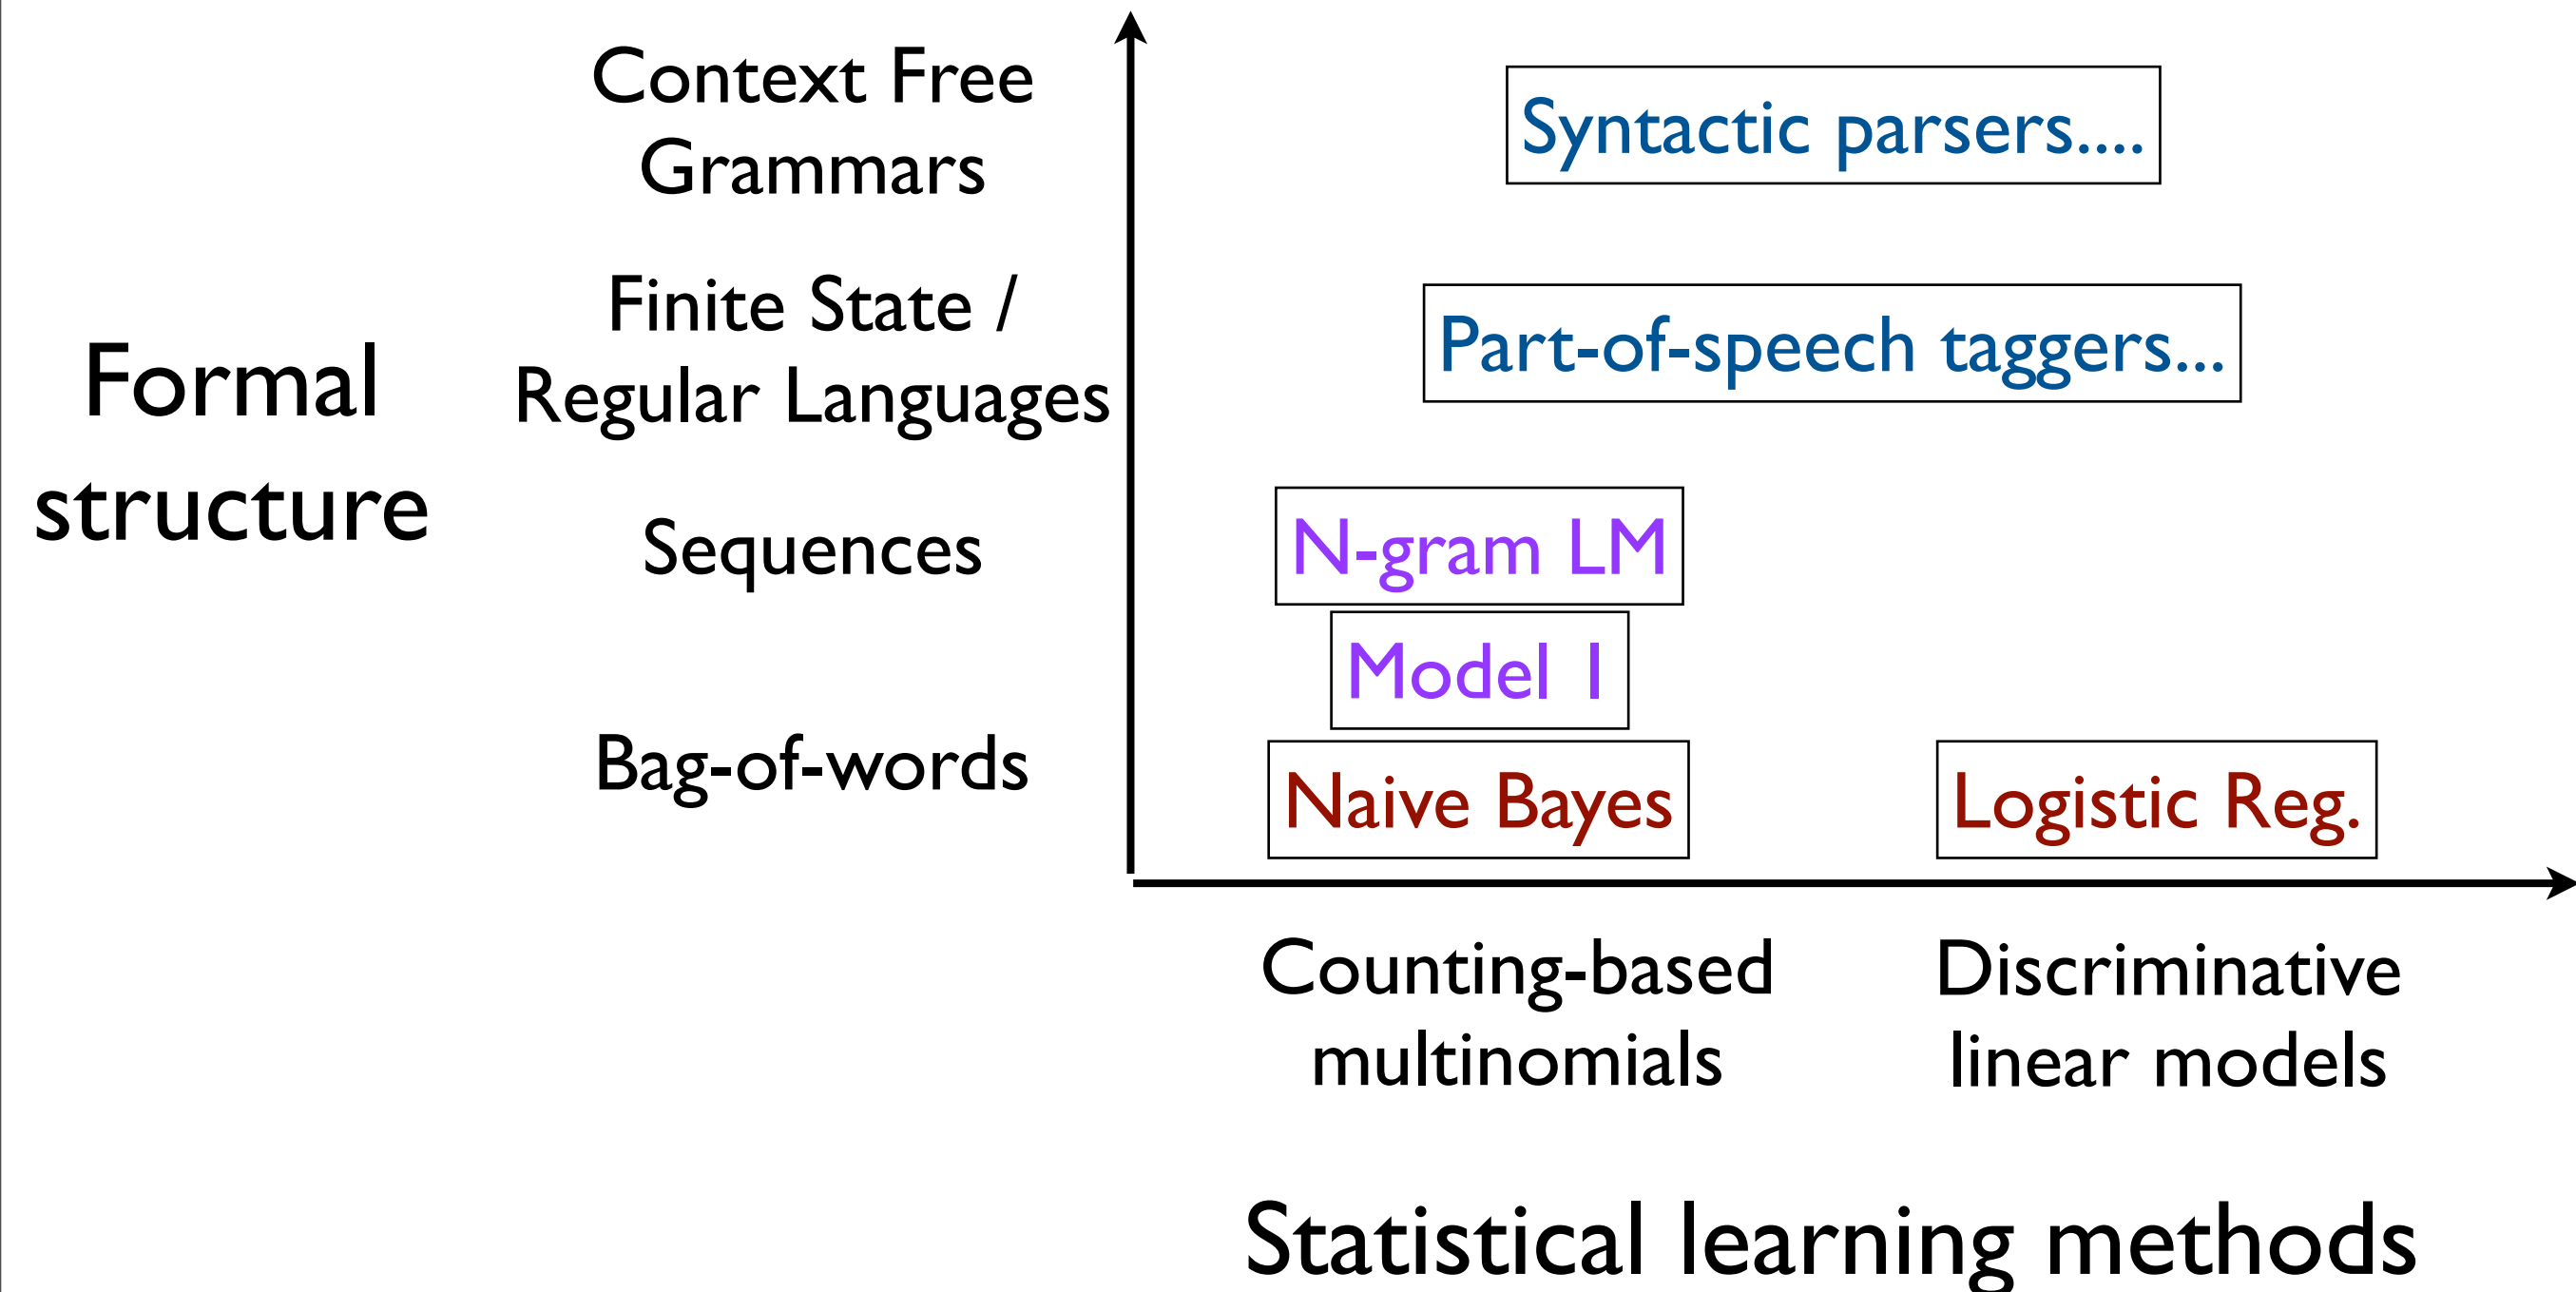 Context Free
Grammars
Syntactic parsers....
Finite State /
Regular Languages
Part-of-speech taggers...
Formal
structure
Sequences
N-gram LM
Model 1
Bag-of-words
Naive Bayes
Logistic Reg.
Counting-based
multinomials
Discriminative
linear models
Statistical learning methods